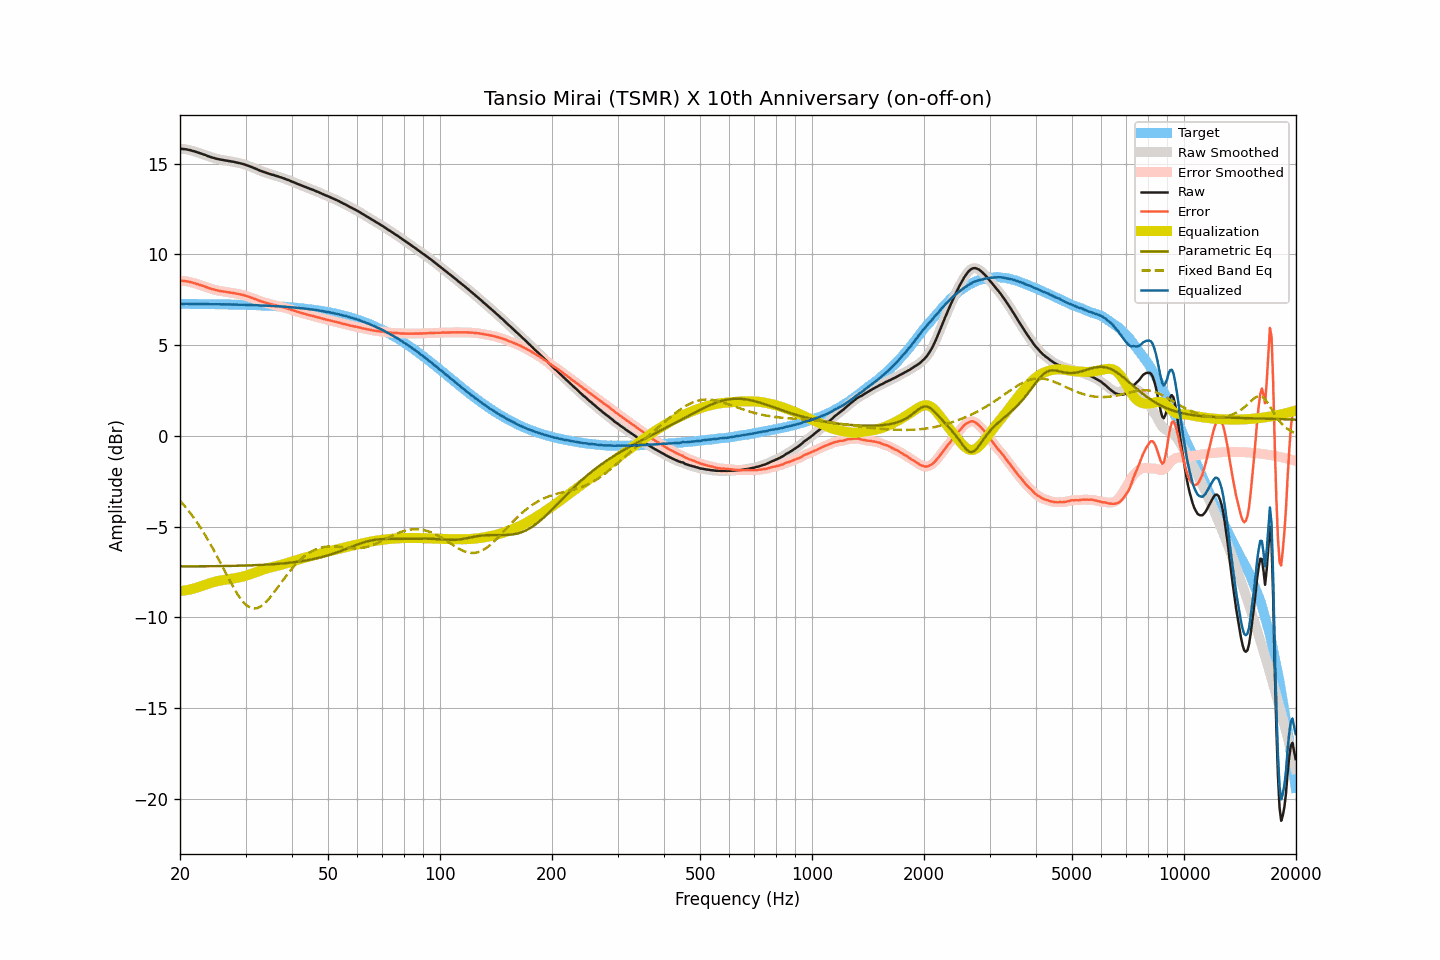 Tansio Mirai (TSMR) X 10th Anniversary (on-off-on)
Target
Raw Smoothed
Error Smoothed
Raw
Error
Equalization
Parametric Eq
Fixed Band Eq
Equalized
Amplitude (dBr)
15
10
5
0
−5
−10
−15
−20
20 50 100 200 500 1000 2000 5000 10000 20000
Frequency (Hz)